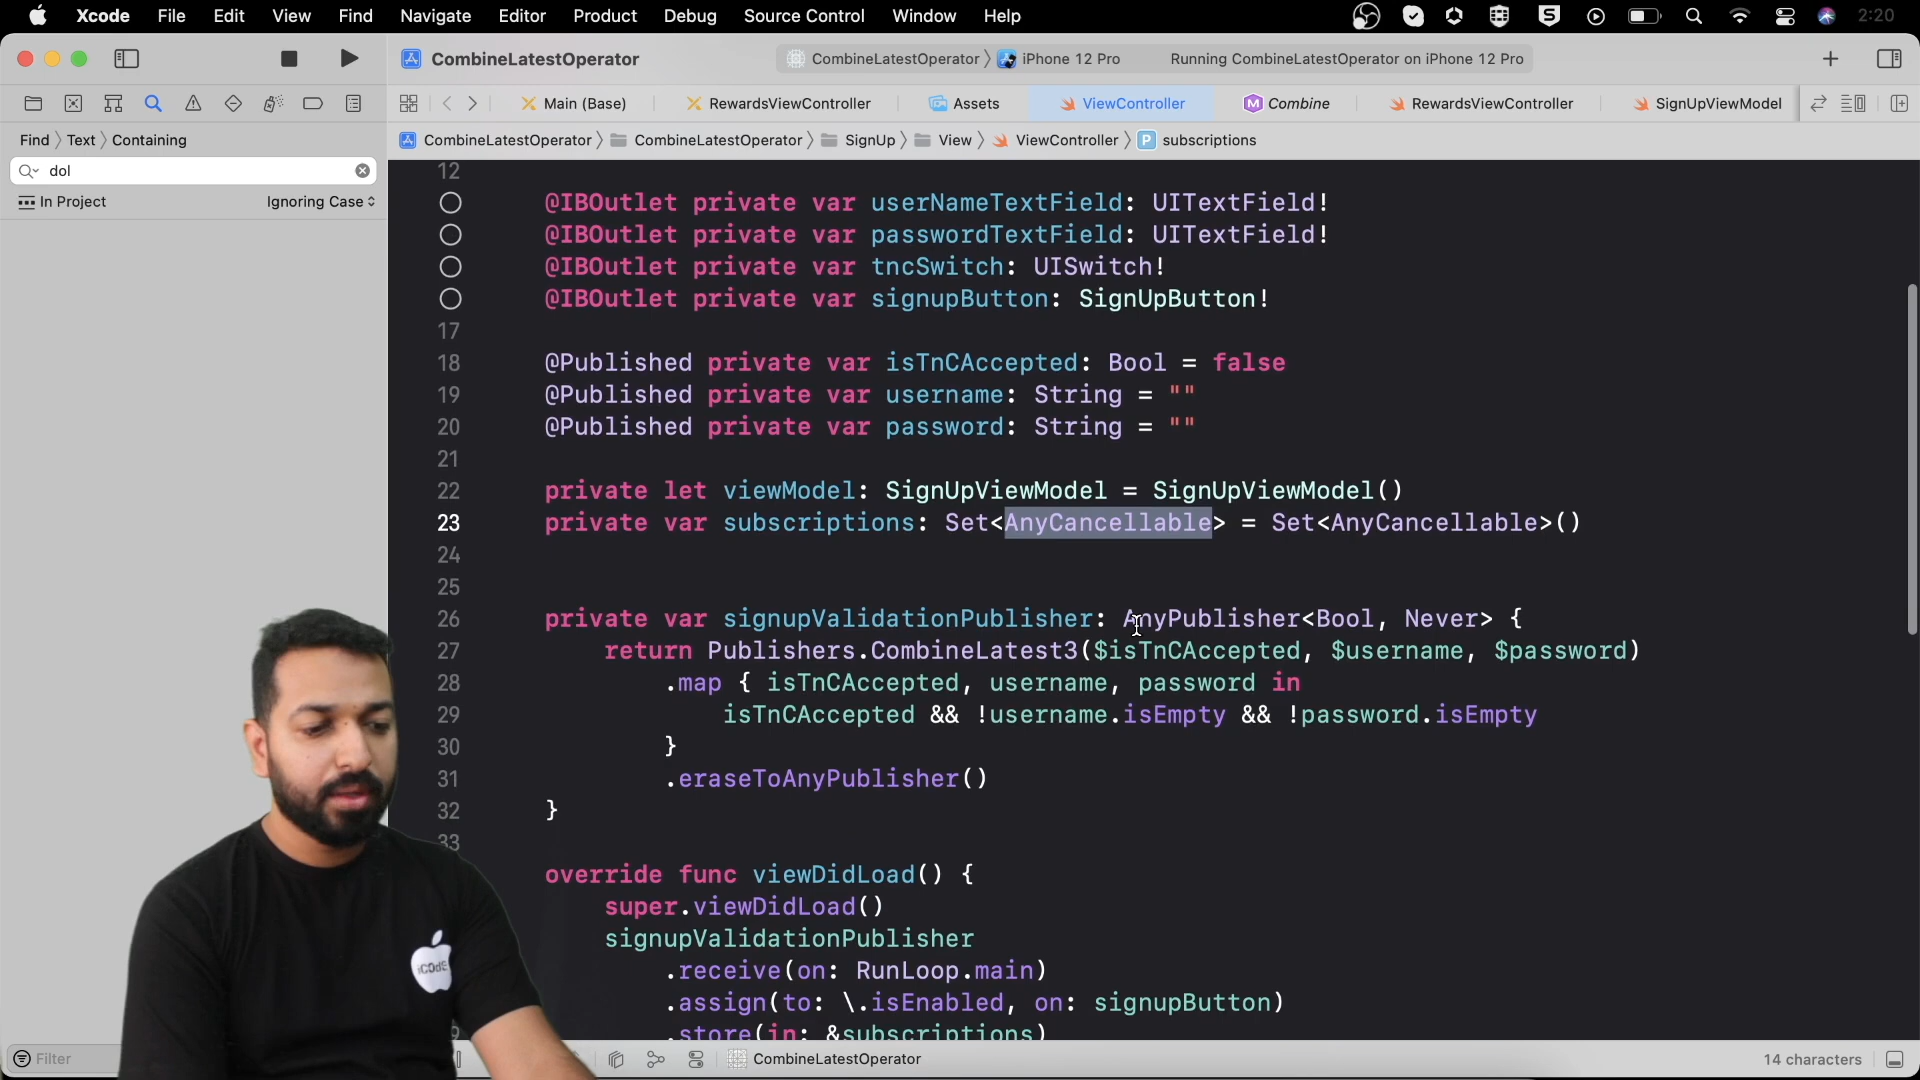 Xcode File Edit View Find Navigate Editor Product Debug Source Control Window Help 2:20
CombineLatestOperator CombineLatestOperator iPhone 12 Pro Running CombineLatestOperator on iPhone 12 Pro
Main (Base) RewardsViewController Assets ViewController Combine RewardsViewController SignUpViewModel
Find Text Containing
CombineLatestOperator CombineLatestOperator SignUp View ViewController subscriptions
dol
In Project Ignoring Case
12
@IBOutlet private var userNameTextField: UITextField!
@IBOutlet private var passwordTextField: UITextField!
@IBOutlet private var tncSwitch: UISwitch!
@IBOutlet private var signupButton: SignUpButton!
17
18 @Published private var isTnCAccepted: Bool = false
19 @Published private var username: String = ""
20 @Published private var password: String = ""
21
22 private let viewModel: SignUpViewModel = SignUpViewModel()
23 private var subscriptions: Set<AnyCancellable> = Set<AnyCancellable>()
24
25
26 private var signupValidationPublisher: AnyPublisher<Bool, Never> {
27 return Publishers.CombineLatest3($isTnCAccepted, $username, $password)
28 .map { isTnCAccepted, username, password in
29 isTnCAccepted && !username.isEmpty && !password.isEmpty
30 }
31 .eraseToAnyPublisher()
32 }
33
override func viewDidLoad() {
super.viewDidLoad()
signupValidationPublisher
.receive(on: RunLoop.main)
.assign(to: \.isEnabled, on: signupButton)
.store(in: &subscriptions)
iCodE
Filter CombineLatestOperator 14 characters